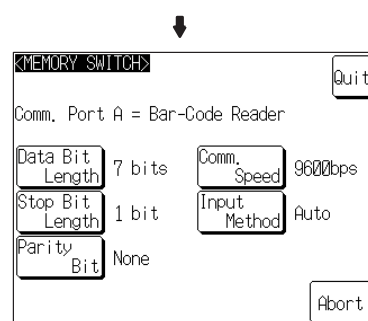 <MEMORY SWITCH>
Quit
Comm. Port A = Bar-Code Reader
Data Bit Length 7 bits
Comm. Speed 9600bps
Stop Bit Length 1 bit
Input Method Auto
Parity Bit None
Abort